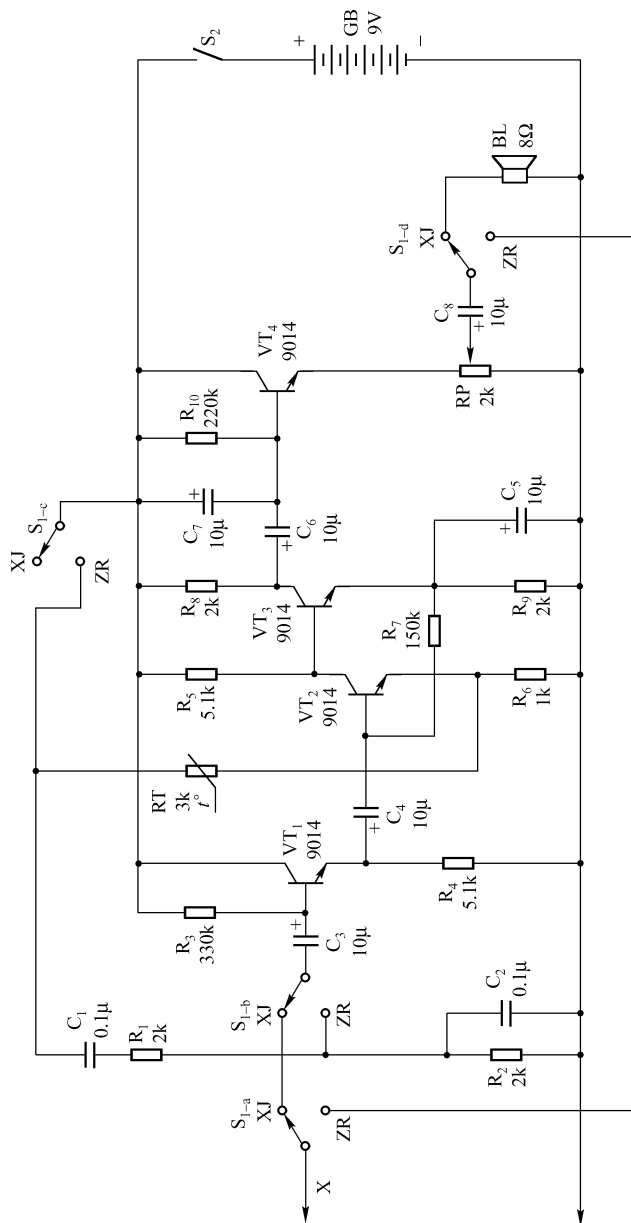 X
S1-a
XJ
ZR
S1-b
XJ
ZR
C1
0.1μ
R1
2k
R2
2k
C2
0.1μ
R3
330k
C3
10μ
VT1
9014
R4
5.1k
C4
10μ
RT
3k
t°
R5
5.1k
VT2
9014
R6
1k
R7
150k
VT3
9014
R8
2k
R9
2k
C5
10μ
C6
10μ
C7
10μ
XJ
S1-c
ZR
R10
220k
VT4
9014
RP
2k
C8
10μ
S1-d
XJ
ZR
BL
8Ω
S2
GB
9V
+
−
+
+
+
+
+
+